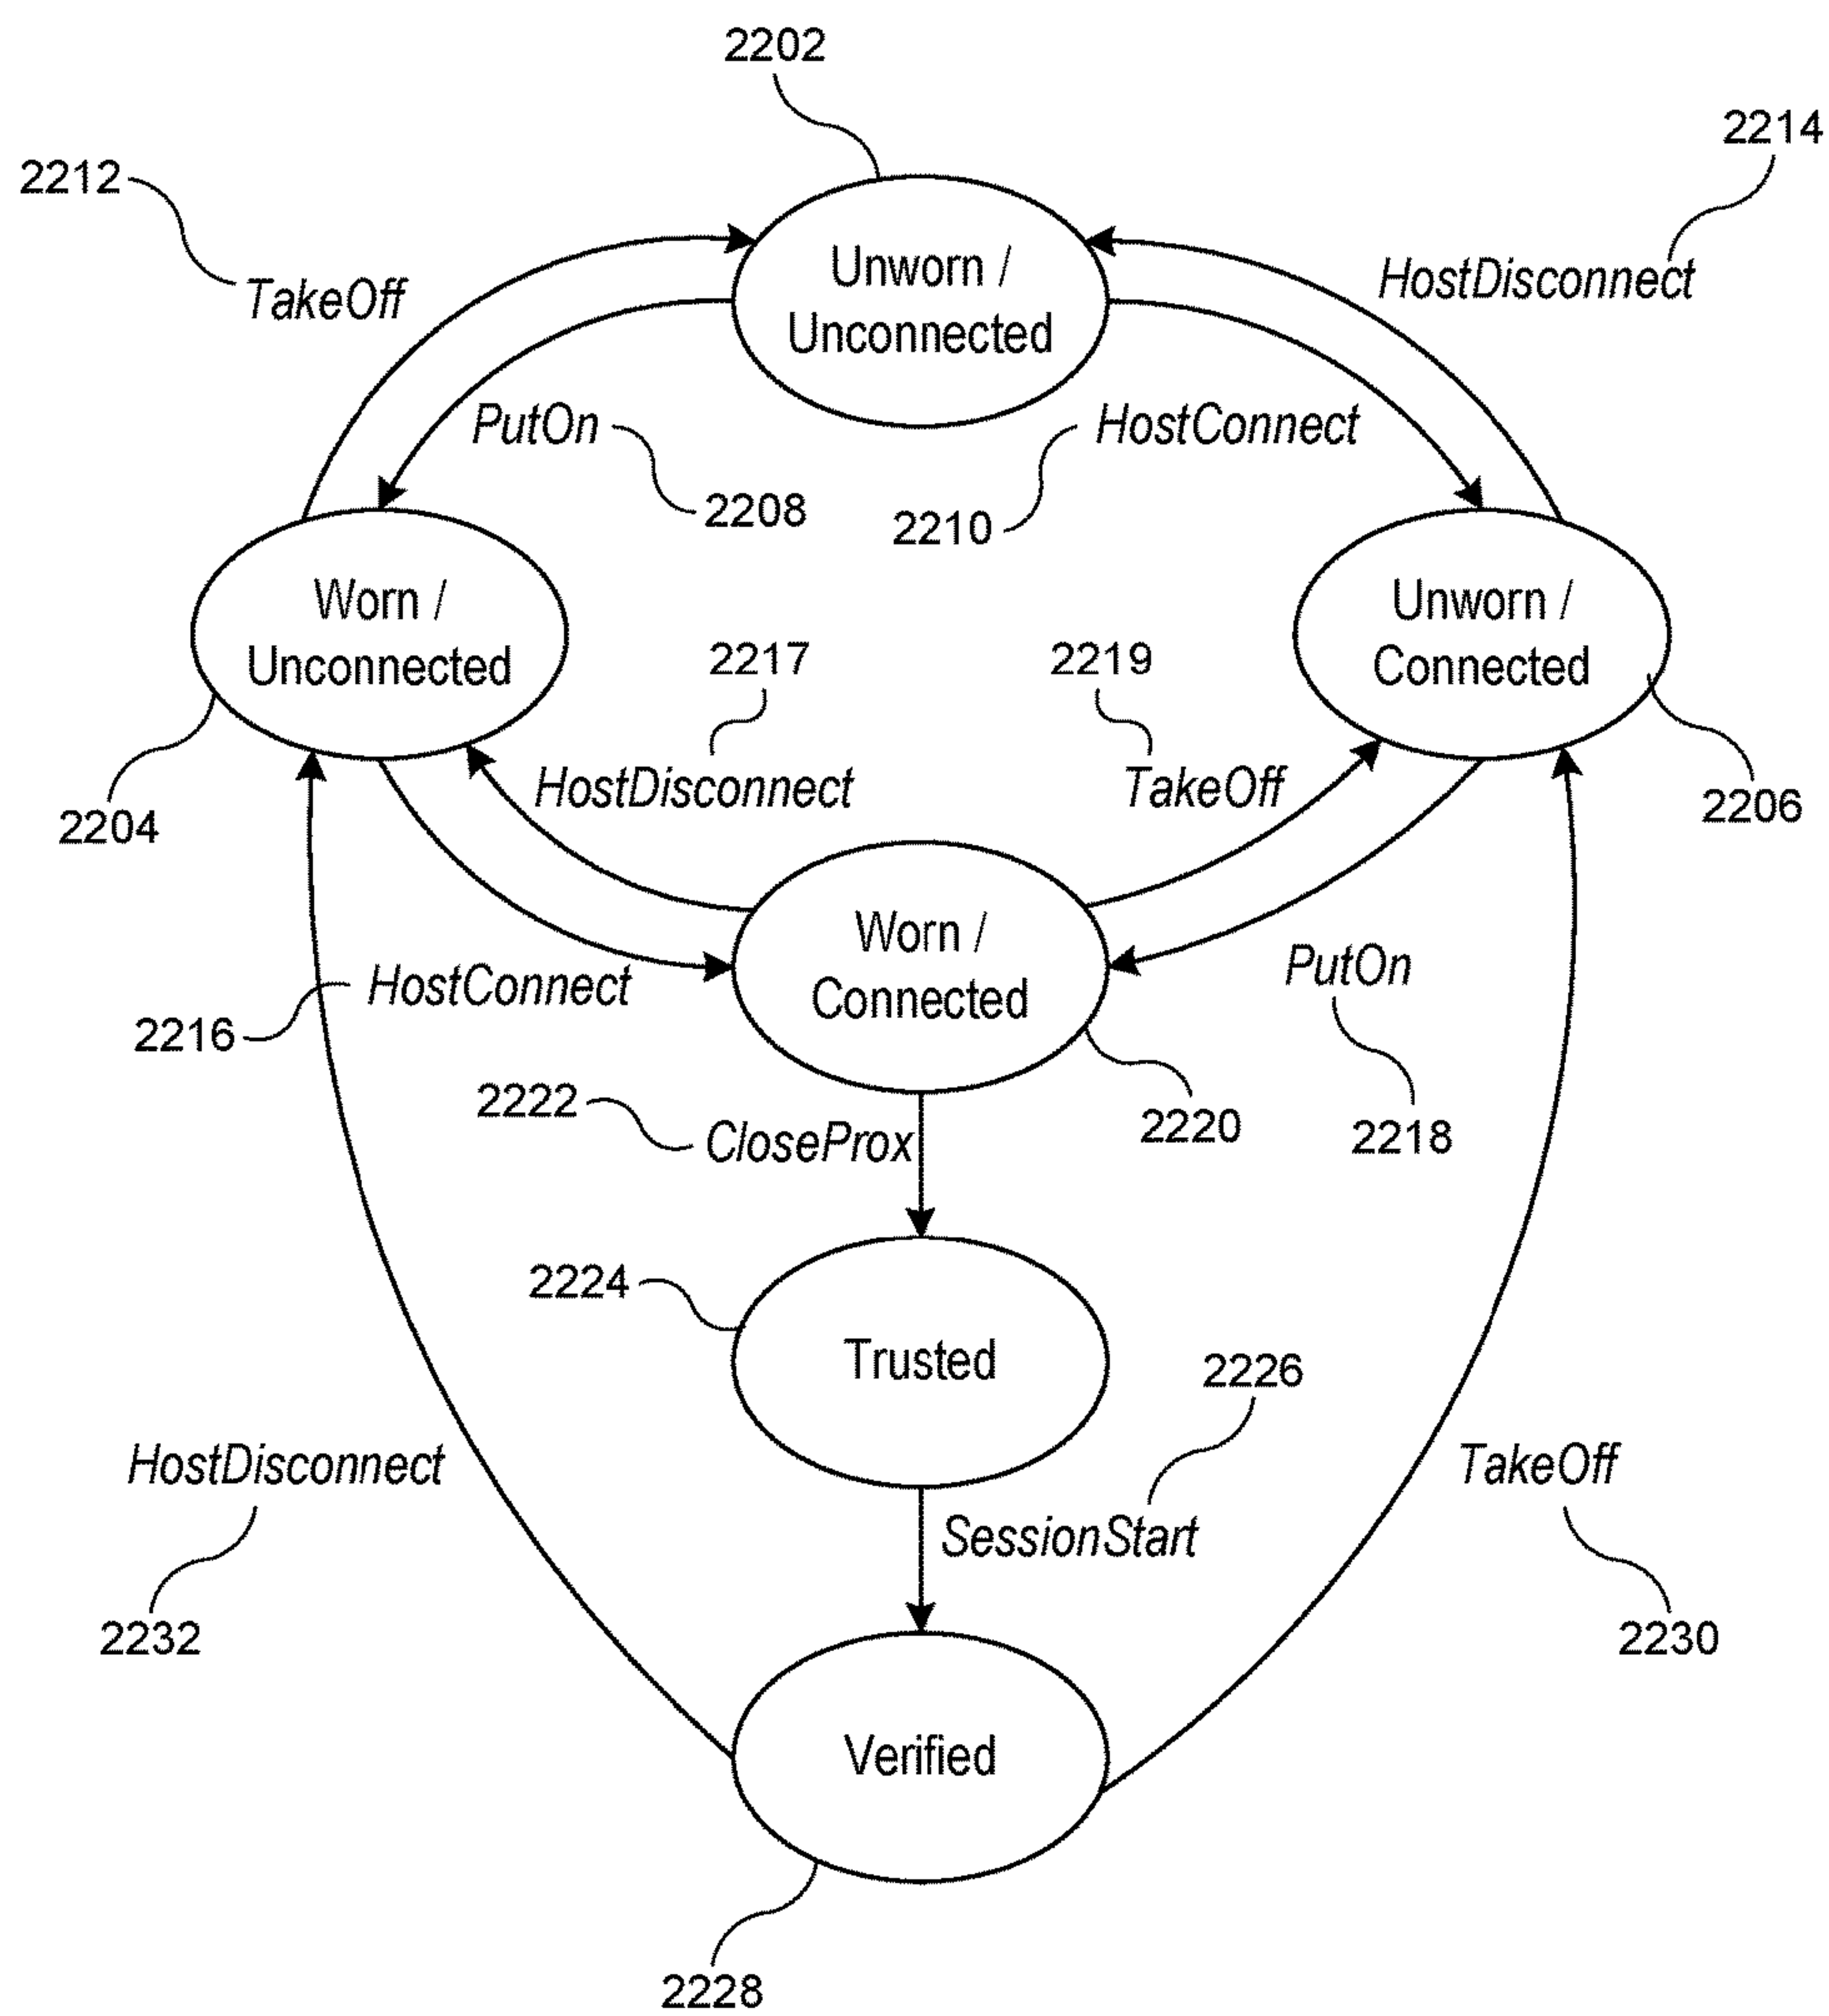 2202
2214
2212
Unworn /
Unconnected
TakeOff
HostDisconnect
PutOn
HostConnect
2208
2210
Worn /
Unconnected
Unworn /
Connected
2217
2219
HostDisconnect
TakeOff
2204
2206
Worn /
Connected
HostConnect
PutOn
2216
2222
CloseProx
2220
2218
2224
Trusted
2226
HostDisconnect
TakeOff
SessionStart
2232
2230
Verified
2228